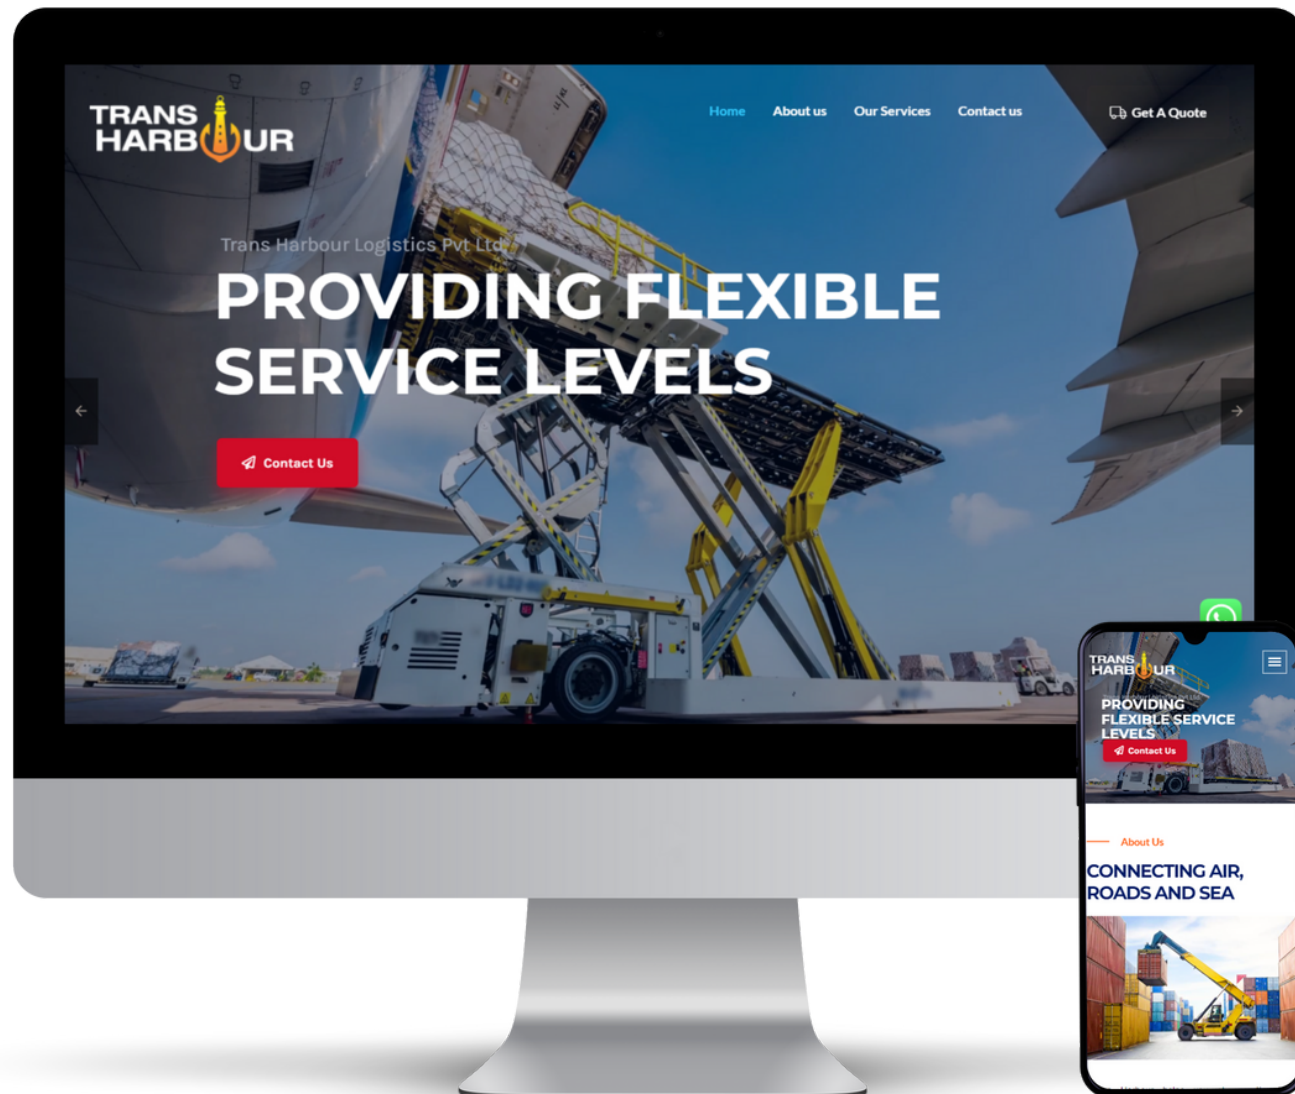 TRANS
HARBOUR
Home About us Our Services Contact us Get A Quote
Trans Harbour Logistics Pvt Ltd
PROVIDING FLEXIBLE
SERVICE LEVELS
Contact Us
TRANS
HARBOUR
PROVIDING
FLEXIBLE SERVICE
LEVELS
Contact Us
About Us
CONNECTING AIR,
ROADS AND SEA